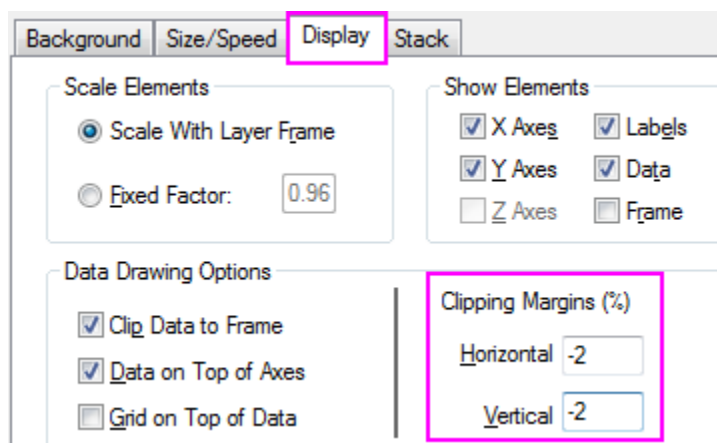 Background Size/Speed Display Stack
Scale Elements
Scale With Layer Frame
Fixed Factor: 0.96
Show Elements
X Axes Labels
Y Axes Data
Z Axes Frame
Data Drawing Options
Clip Data to Frame
Data on Top of Axes
Grid on Top of Data
Clipping Margins (%)
Horizontal -2
Vertical -2